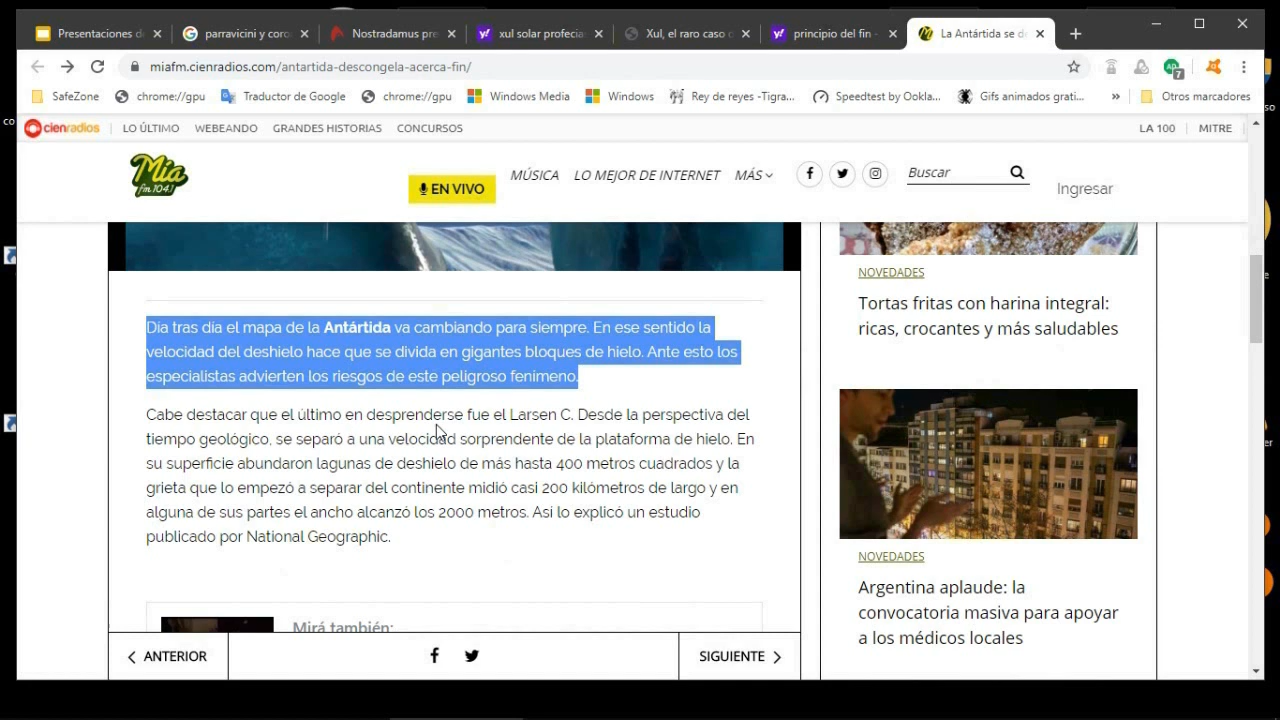 Presentaciones de
parravicini y coro
Nostradamus pre
xul solar profecia
Xul, el raro caso d
principio del fin -
La Antártida se de
miafm.cienradios.com/antartida-descongela-acerca-fin/
SafeZone
chrome://gpu
Traductor de Google
chrome://gpu
Windows Media
Windows
Rey de reyes -Tigra...
Speedtest by Ookla...
Gifs animados grati...
»
Otros marcadores
cienradios
LO ÚLTIMO
WEBEANDO
GRANDES HISTORIAS
CONCURSOS
LA 100
MITRE
Mía
fm 104.1
EN VIVO
MÚSICA
LO MEJOR DE INTERNET
MÁS
Buscar
Ingresar
Día tras día el mapa de la Antártida va cambiando para siempre. En ese sentido la
velocidad del deshielo hace que se divida en gigantes bloques de hielo. Ante esto los
especialistas advierten los riesgos de este peligroso fenímeno.
Cabe destacar que el último en desprenderse fue el Larsen C. Desde la perspectiva del
tiempo geológico, se separó a una velocidad sorprendente de la plataforma de hielo. En
su superficie abundaron lagunas de deshielo de más hasta 400 metros cuadrados y la
grieta que lo empezó a separar del continente midió casi 200 kilómetros de largo y en
alguna de sus partes el ancho alcanzó los 2000 metros. Así lo explicó un estudio
publicado por National Geographic.
Mirá también:
ANTERIOR
SIGUIENTE
NOVEDADES
Tortas fritas con harina integral:
ricas, crocantes y más saludables
NOVEDADES
Argentina aplaude: la
convocatoria masiva para apoyar
a los médicos locales